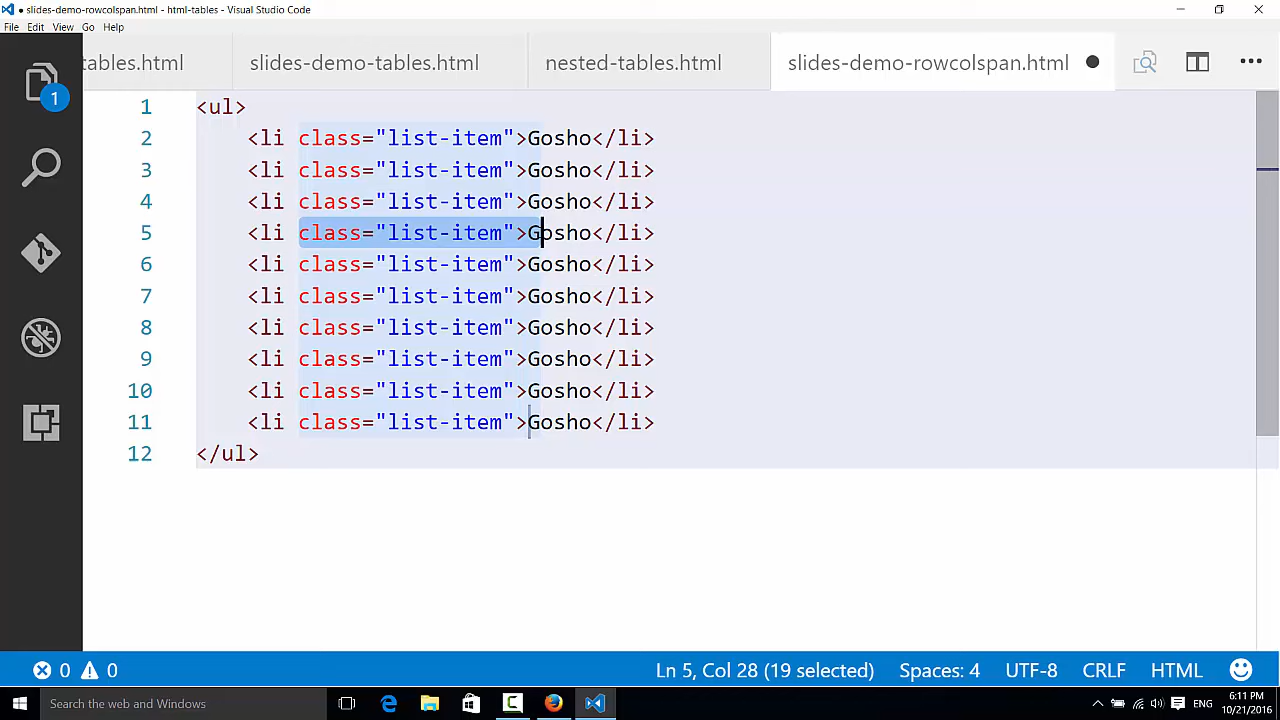 ● slides-demo-rowcolspan.html - html-tables - Visual Studio Code
File Edit View Go Help
ables.html slides-demo-tables.html nested-tables.html slides-demo-rowcolspan.html
1 <ul>
2 <li class="list-item">Gosho</li>
3 <li class="list-item">Gosho</li>
4 <li class="list-item">Gosho</li>
5 <li class="list-item">Gosho</li>
6 <li class="list-item">Gosho</li>
7 <li class="list-item">Gosho</li>
8 <li class="list-item">Gosho</li>
9 <li class="list-item">Gosho</li>
10 <li class="list-item">Gosho</li>
11 <li class="list-item">Gosho</li>
12 </ul>
1
0 0 Ln 5, Col 28 (19 selected) Spaces: 4 UTF-8 CRLF HTML
Search the web and Windows ENG 6:11 PM
10/21/2016